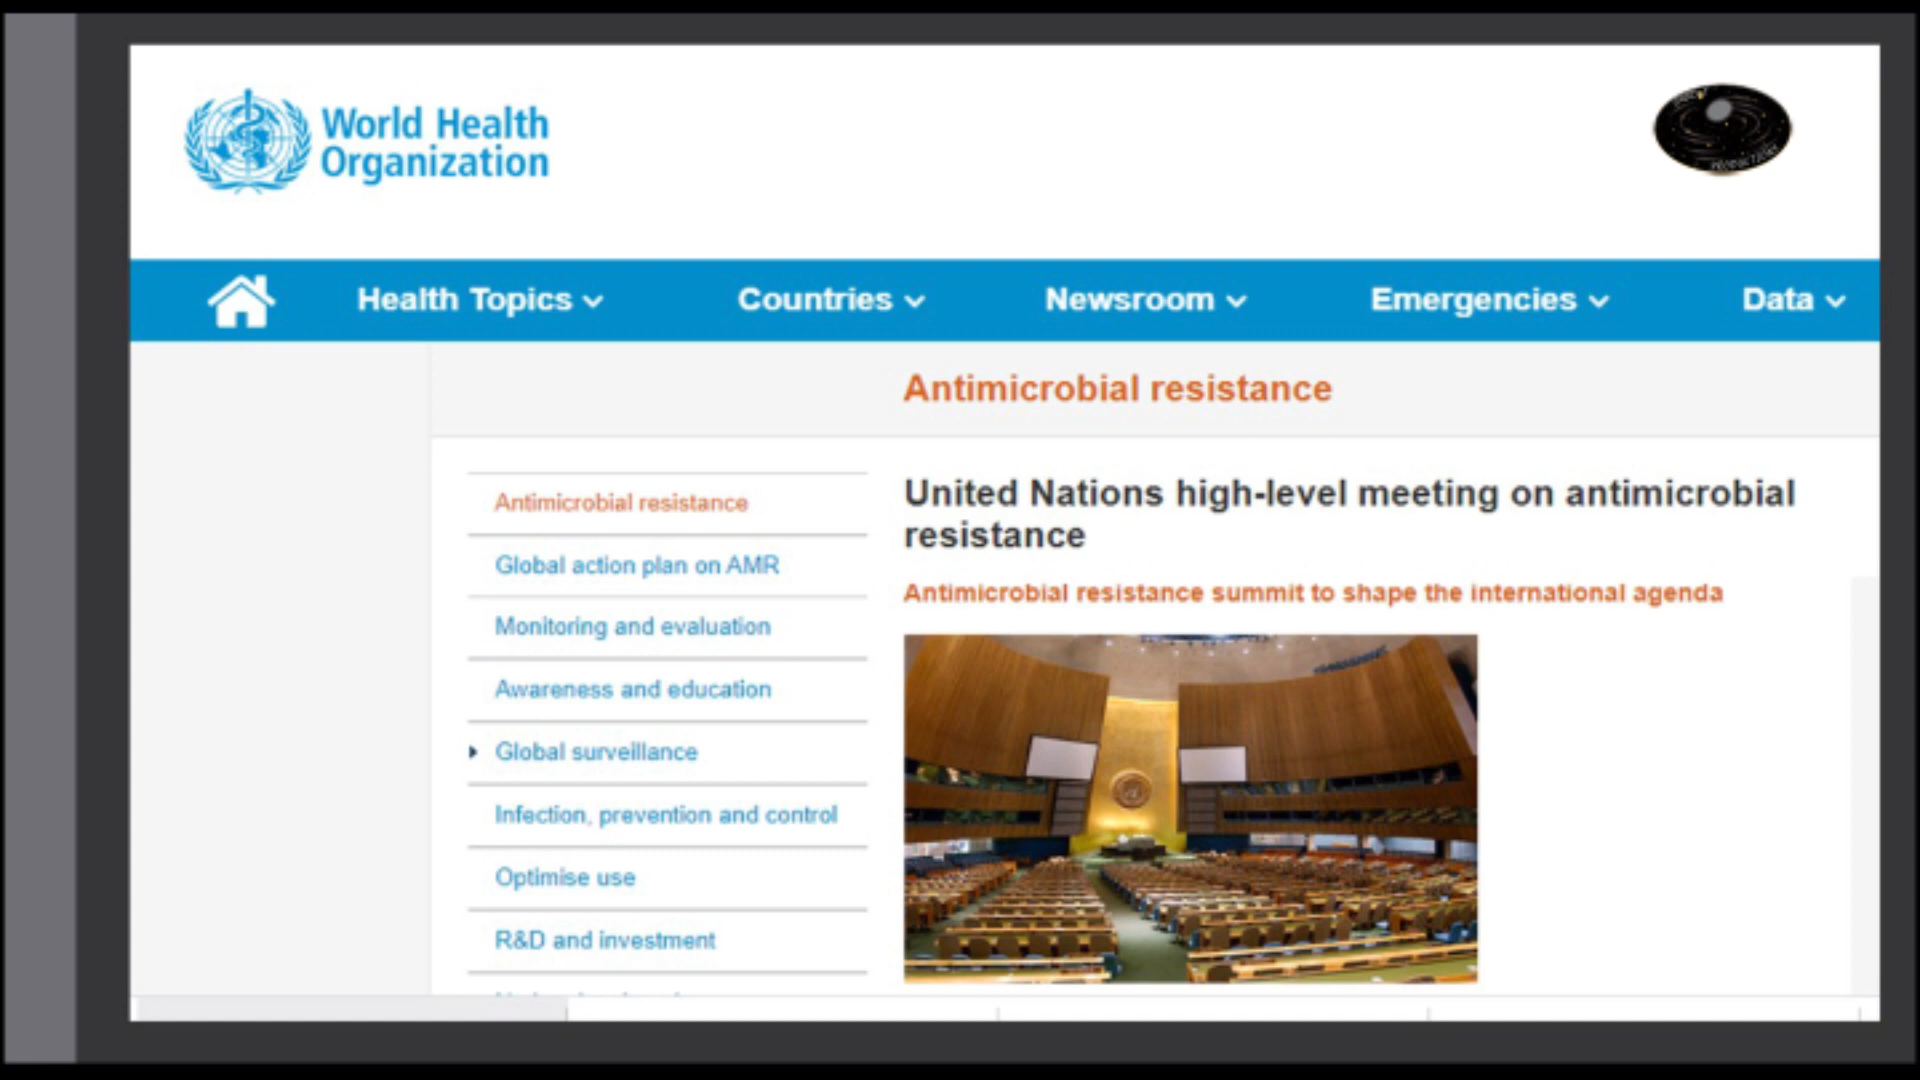 World Health
Organization
Health Topics
Countries
Newsroom
Emergencies
Data
Antimicrobial resistance
Antimicrobial resistance
Global action plan on AMR
Monitoring and evaluation
Awareness and education
Global surveillance
Infection, prevention and control
Optimise use
R&D and investment
United Nations high-level meeting on antimicrobial
resistance
Antimicrobial resistance summit to shape the international agenda